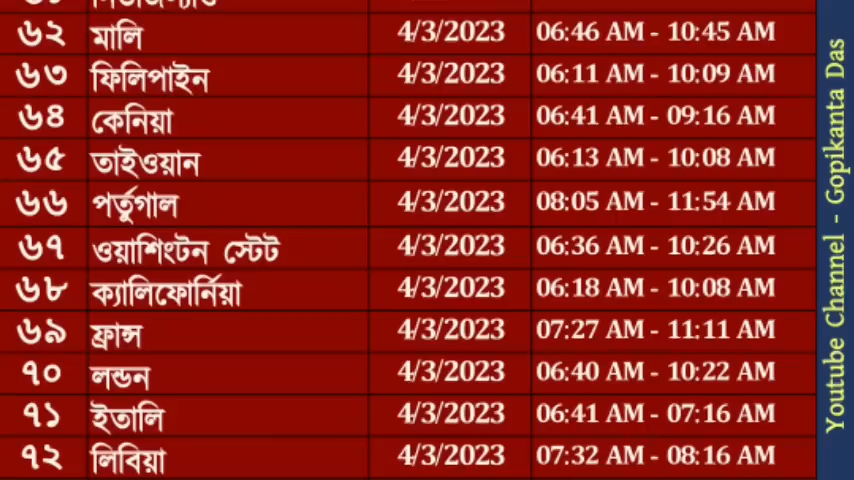 ৬২ মালি 4/3/2023 06:46 AM - 10:45 AM
৬৩ ফিলিপাইন 4/3/2023 06:11 AM - 10:09 AM
৬৪ কেনিয়া 4/3/2023 06:41 AM - 09:16 AM
৬৫ তাইওয়ান 4/3/2023 06:13 AM - 10:08 AM
৬৬ পর্তুগাল 4/3/2023 08:05 AM - 11:54 AM
৬৭ ওয়াশিংটন স্টেট 4/3/2023 06:36 AM - 10:26 AM
৬৮ ক্যালিফোর্নিয়া 4/3/2023 06:18 AM - 10:08 AM
৬৯ ফ্রান্স 4/3/2023 07:27 AM - 11:11 AM
৭০ লন্ডন 4/3/2023 06:40 AM - 10:22 AM
৭১ ইতালি 4/3/2023 06:41 AM - 07:16 AM
৭২ লিবিয়া 4/3/2023 07:32 AM - 08:16 AM
Youtube Channel - Gopikanta Das